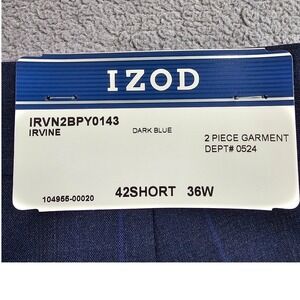 IZOD
IRVN2BPY0143
IRVINE DARK BLUE 2 PIECE GARMENT
DEPT# 0524
42SHORT 36W
104955-00020